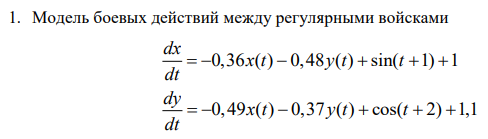 1. Модель боевых действий между регулярными войсками
dx/dt = −0,36x(t) − 0,48y(t) + sin(t + 1) + 1
dy/dt = −0,49x(t) − 0,37y(t) + cos(t + 2) + 1,1